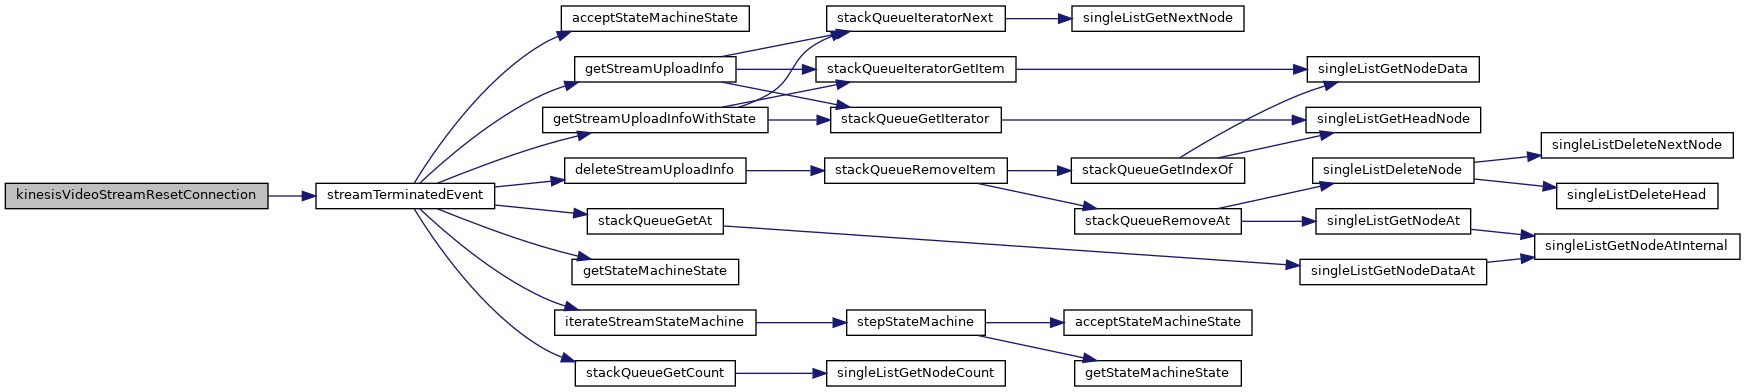 kinesisVideoStreamResetConnection
streamTerminatedEvent
acceptStateMachineState
getStreamUploadInfo
getStreamUploadInfoWithState
deleteStreamUploadInfo
stackQueueGetAt
getStateMachineState
iterateStreamStateMachine
stackQueueGetCount
stackQueueIteratorNext
stackQueueIteratorGetItem
stackQueueGetIterator
stackQueueRemoveItem
stepStateMachine
singleListGetNodeCount
singleListGetNextNode
stackQueueGetIndexOf
stackQueueRemoveAt
acceptStateMachineState
getStateMachineState
singleListGetNodeData
singleListGetHeadNode
singleListDeleteNode
singleListGetNodeAt
singleListGetNodeDataAt
singleListDeleteNextNode
singleListDeleteHead
singleListGetNodeAtInternal